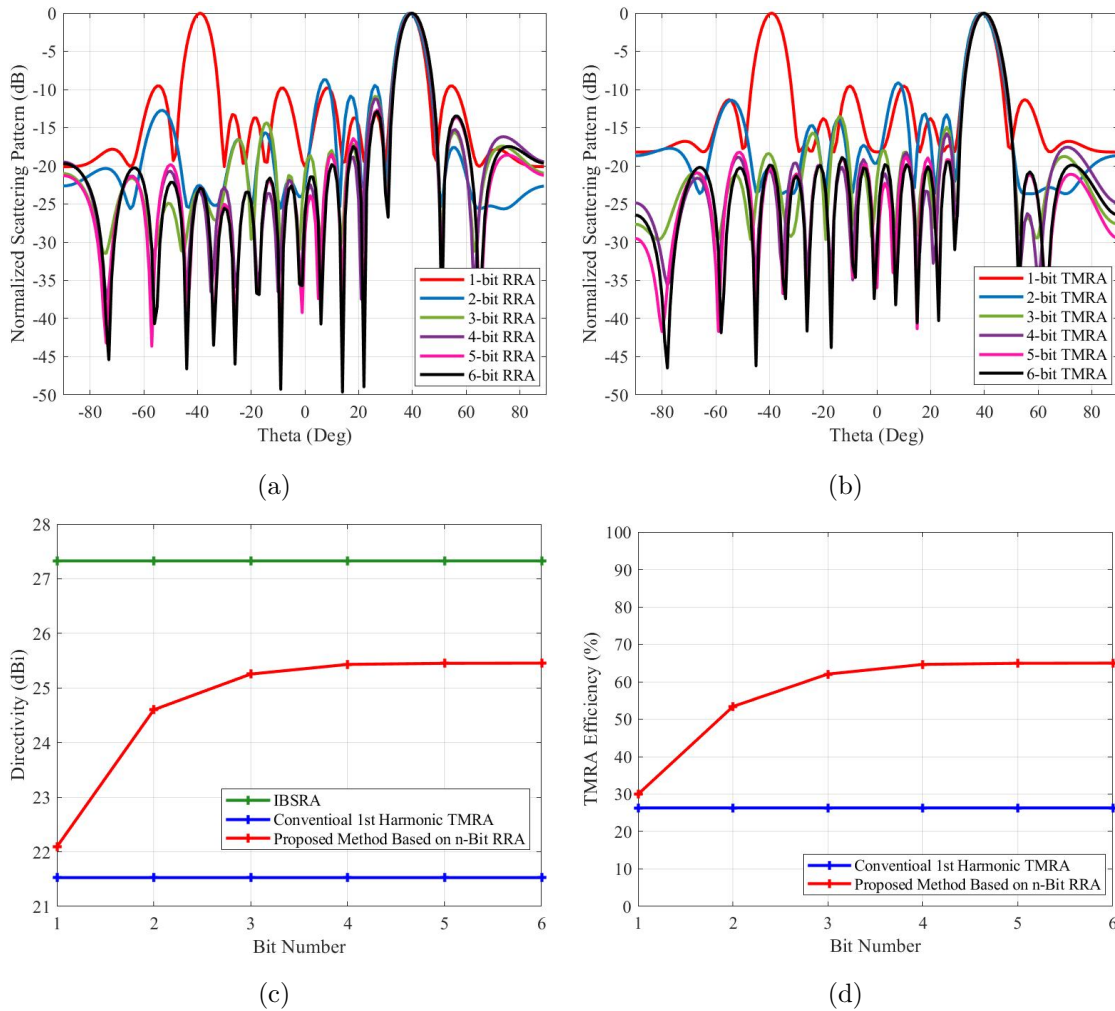 0
-5
-10
-15
-20
-25
-30
-35
-40
-45
-50
Normalized Scattering Pattern (dB)
1-bit RRA
2-bit RRA
3-bit RRA
4-bit RRA
5-bit RRA
6-bit RRA
-80 -60 -40 -20 0 20 40 60 80
Theta (Deg)
(a)
0
-5
-10
-15
-20
-25
-30
-35
-40
-45
-50
Normalized Scattering Pattern (dB)
1-bit TMRA
2-bit TMRA
3-bit TMRA
4-bit TMRA
5-bit TMRA
6-bit TMRA
-80 -60 -40 -20 0 20 40 60 80
Theta (Deg)
(b)
28
27
26
25
24
23
22
21
Directivity (dBi)
IBSRA
Conventioal 1st Harmonic TMRA
Proposed Method Based on n-Bit RRA
1 2 3 4 5 6
Bit Number
(c)
100
90
80
70
60
50
40
30
20
10
0
TMRA Efficiency (%)
Conventioal 1st Harmonic TMRA
Proposed Method Based on n-Bit RRA
1 2 3 4 5 6
Bit Number
(d)